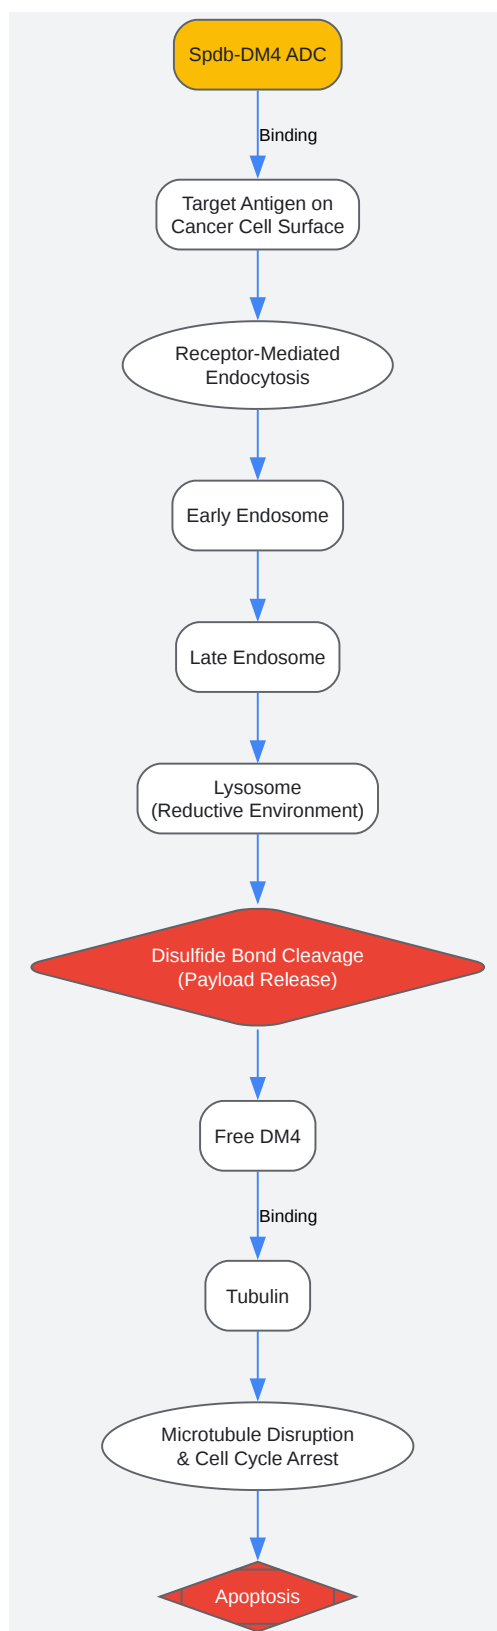 Spdb-DM4 ADC
Binding
Target Antigen on
Cancer Cell Surface
Receptor-Mediated
Endocytosis
Early Endosome
Late Endosome
Lysosome
(Reductive Environment)
Disulfide Bond Cleavage
(Payload Release)
Free DM4
Binding
Tubulin
Microtubule Disruption
& Cell Cycle Arrest
Apoptosis